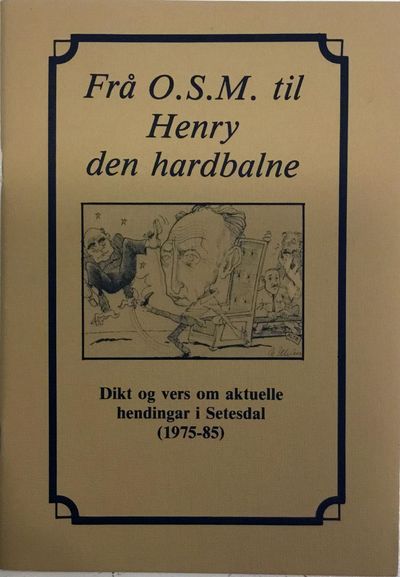 Frå O.S.M. til
Henry
den hardbalne
Dikt og vers om aktuelle
hendingar i Setesdal
(1975-85)